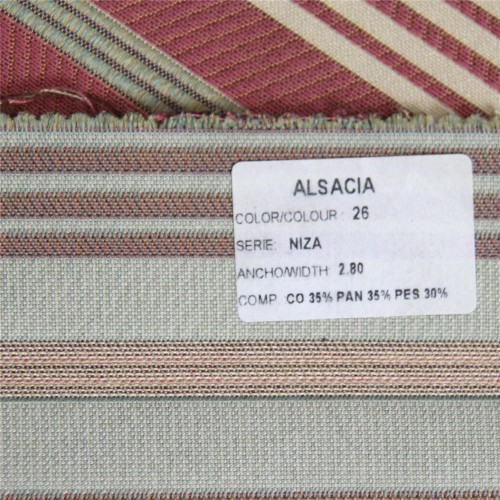 ALSACIA
COLOR/COLOUR: 26
SERIE: NIZA
ANCHO/WIDTH: 2.80
COMP. CO 35% PAN 35% PES 30%